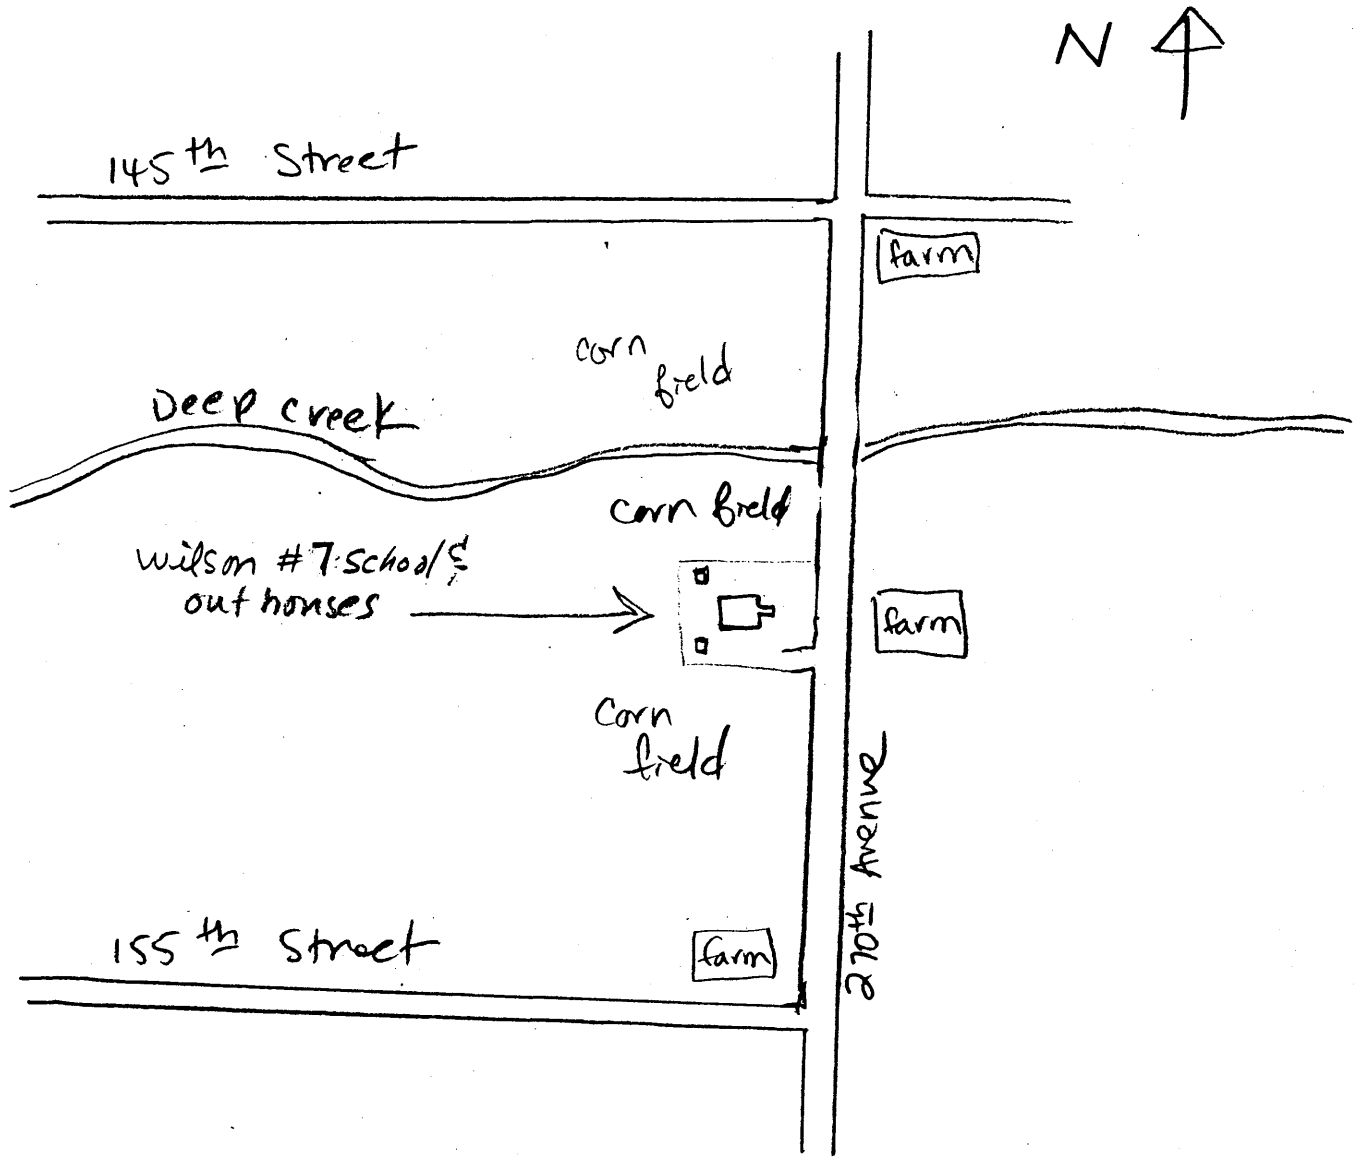 N
145th Street
farm
corn
field
Deep Creek
corn field
Wilson #7 School &
out houses
farm
Corn
field
270th Avenue
155th Street
farm